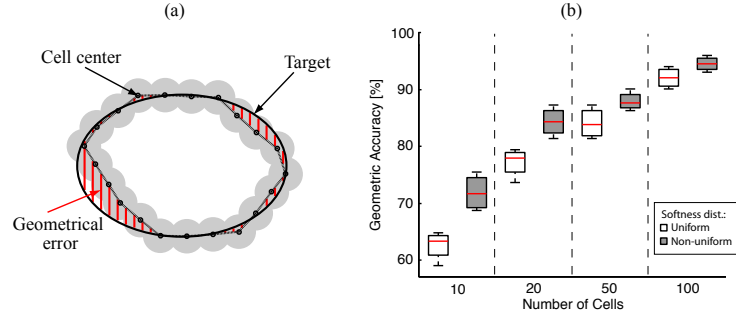 (a)
Cell center
Target
Geometrical
error
(b)
Geometric Accuracy [%]
100
90
80
70
60
10
20
50
100
Number of Cells
Softness dist.:
Uniform
Non-uniform